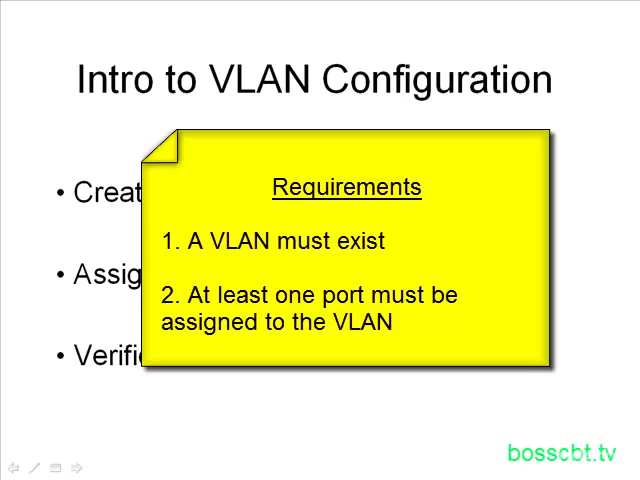 Intro to VLAN Configuration
Requirements
• Creat
1. A VLAN must exist
• Assig
2. At least one port must be
assigned to the VLAN
• Verifi
bosscbt.tv